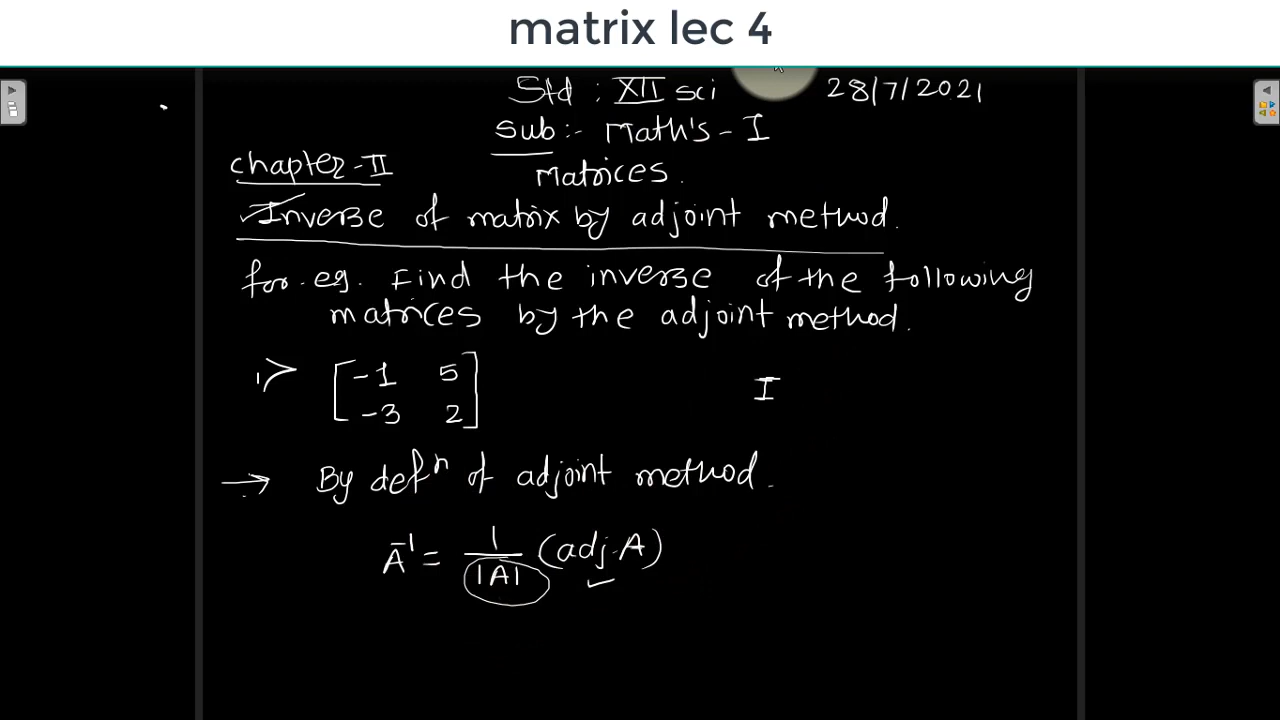 matrix lec 4
Std : XII sci 28/7/2021
Sub :- Math's - I
chapter-II Matrices.
Inverse of matrix by adjoint method.
for. eg. Find the inverse of the following
matrices by the adjoint method.
1> [-1 5
-3 2]
I
→ By defⁿ of adjoint method.
A⁻¹ = 1/|A| (adj.A)